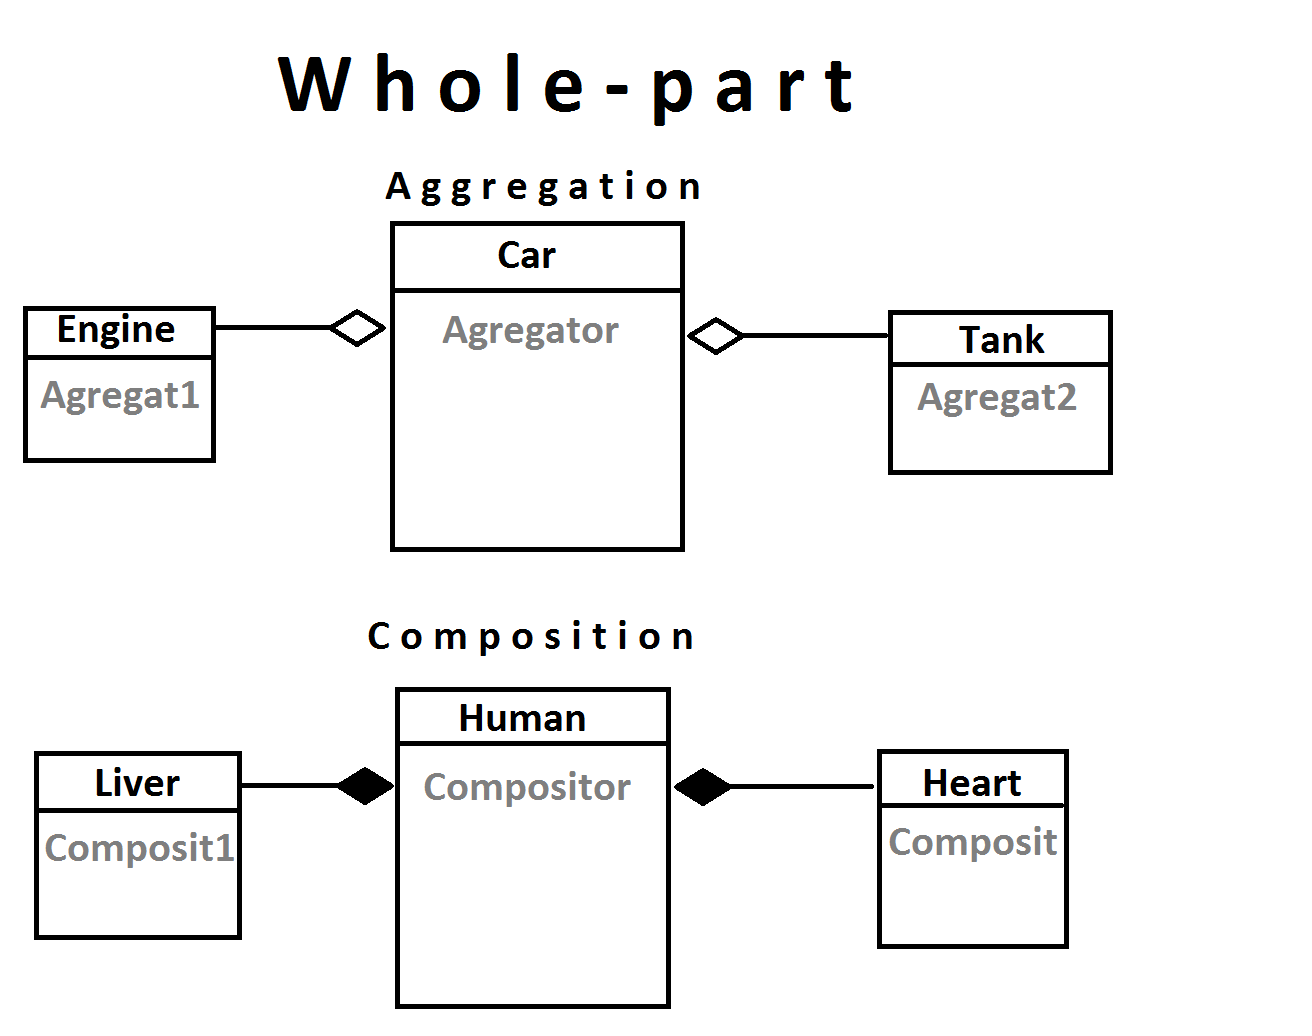 Whole-part
Aggregation
Car
Agregator
Engine
Agregat1
Tank
Agregat2
Composition
Human
Compositor
Liver
Composit1
Heart
Composit